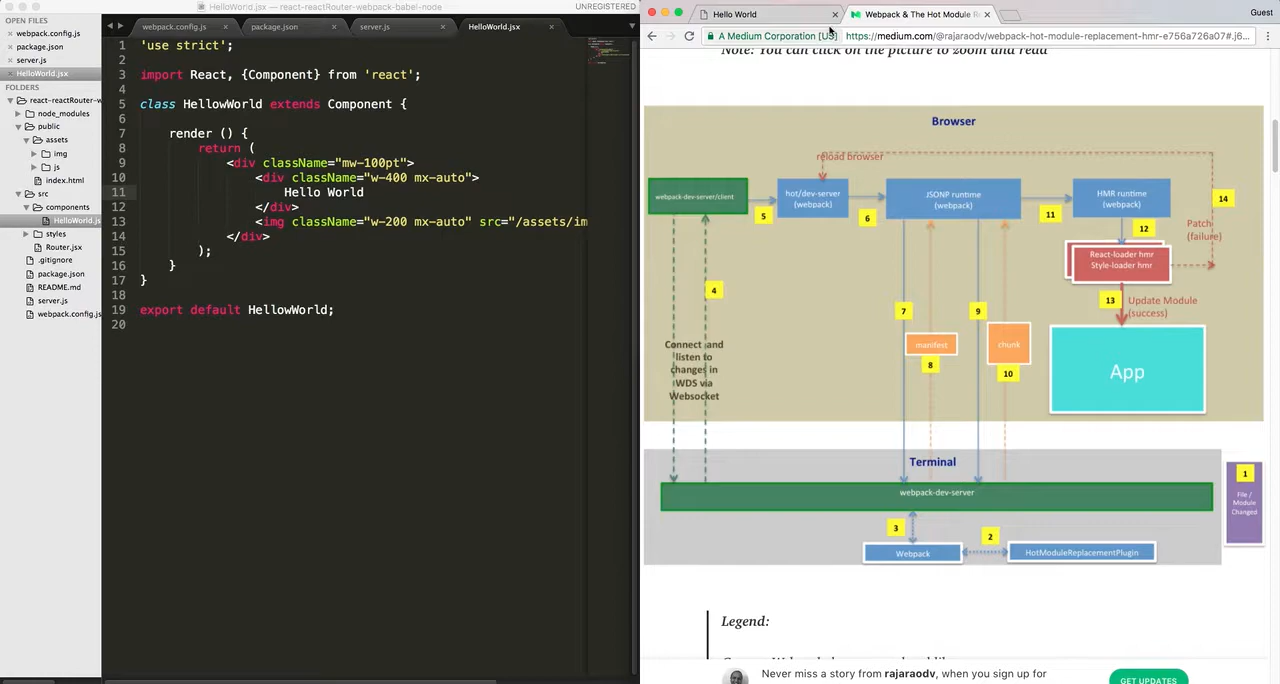 HelloWorld.jsx — react-reactRouter-webpack-babel-node
UNREGISTERED
OPEN FILES
webpack.config.js
package.json
server.js
HelloWorld.jsx
FOLDERS
react-reactRouter-w
node_modules
public
assets
img
js
index.html
src
components
HelloWorld.js
styles
Router.jsx
.gitignore
package.json
README.md
server.js
webpack.config.js
webpack.config.js
package.json
server.js
HelloWorld.jsx
1 'use strict';
2
3 import React, {Component} from 'react';
4
5 class HellowWorld extends Component {
6
7 render () {
8 return (
9 <div className="mw-100pt">
10 <div className="w-400 mx-auto">
11 Hello World
12 </div>
13 <img className="w-200 mx-auto" src="/assets/im
14 </div>
15 );
16 }
17 }
18
19 export default HellowWorld;
20
Hello World
Webpack & The Hot Module R
Guest
A Medium Corporation [US]
https://medium.com/@rajaraodv/webpack-hot-module-replacement-hmr-e756a726a07#.j6...
Note: You can click on the picture to zoom and read
Browser
reload browser
webpack-dev-server/client
5
hot/dev-server
(webpack)
6
JSONP runtime
(webpack)
11
HMR runtime
(webpack)
14
12
Patch
(failure)
React-loader hmr
Style-loader hmr
4
13
Update Module
(success)
7
9
manifest
8
chunk
10
Connect and
listen to
changes in
WDS via
Websocket
App
Terminal
webpack-dev-server
1
File /
Module
Changed
3
2
Webpack
HotModuleReplacementPlugin
Legend:
Never miss a story from rajaraodv, when you sign up for
GET UPDATES